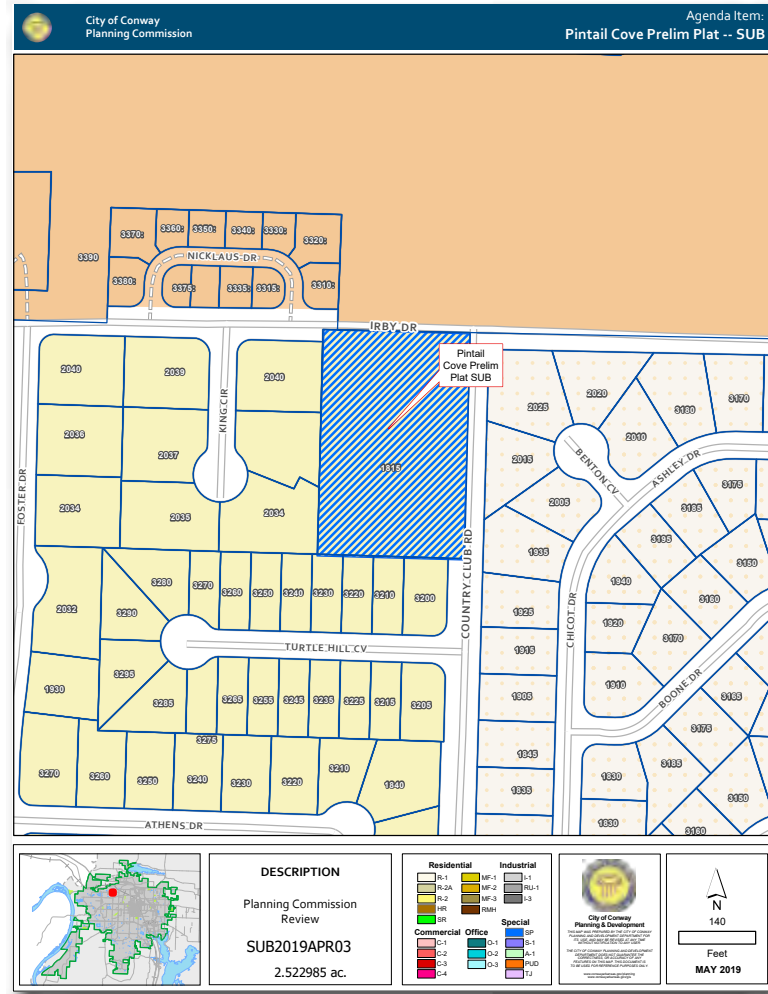 City of Conway
Planning Commission
Agenda Item:
Pintail Cove Prelim Plat -- SUB
3370:
3360:
3350:
3340:
3330:
3320:
3390
NICKLAUS DR
3380:
3375:
3335:
3315:
3310:
IRBY DR
Pintail
Cove Prelim
Plat SUB
2040
2039
2040
KING CIR
2036
2037
2034
2035
2034
1815
FOSTER DR
COUNTRY CLUB RD
2025
2020
3180
3170
2010
2015
BENTON CV
ASHLEY DR
2005
3175
3185
3195
1935
3150
1940
3180
CHICOT DR
1925
1920
3170
1915
1910
BOONE DR
1905
3165
3175
1845
3185
1830
1835
3190
1830
3160
3280
3270
3260
3250
3240
3230
3220
3210
3200
2032
3290
TURTLE HILL CV
3295
3285
3265
3255
3245
3235
3225
3215
3205
1930
3275
3270
3260
3250
3240
3230
3220
3210
1840
ATHENS DR
DESCRIPTION
Planning Commission
Review
SUB2019APR03
2.522985 ac.
Residential
R-1
R-2A
R-2
HR
SR
MF-1
MF-2
MF-3
RMH
Industrial
I-1
RU-1
I-3
Commercial
C-1
C-2
C-3
C-4
Office
O-1
O-2
O-3
Special
SP
S-1
A-1
PUD
TJ
City of Conway
Planning & Development
N
140
Feet
MAY 2019